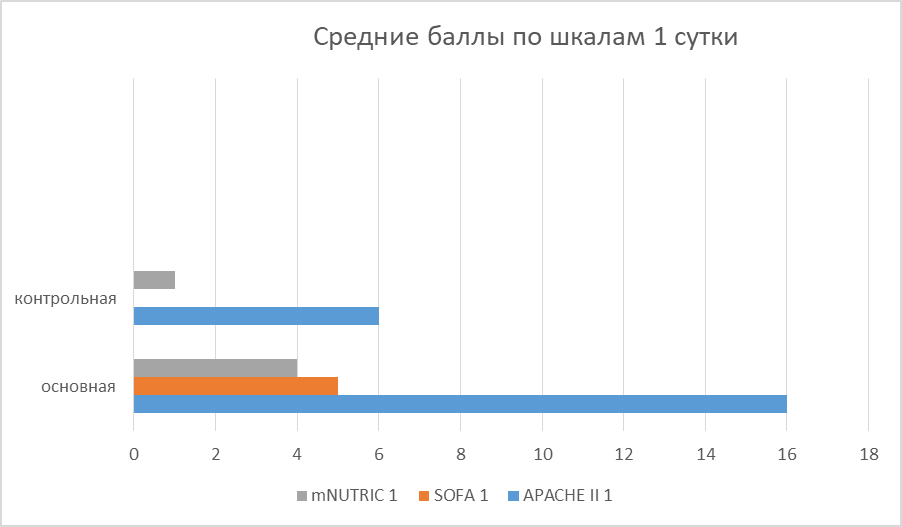 Средние баллы по шкалам 1 сутки
контрольная
основная
0 2 4 6 8 10 12 14 16 18
mNUTRIC 1 SOFA 1 APACHE II 1